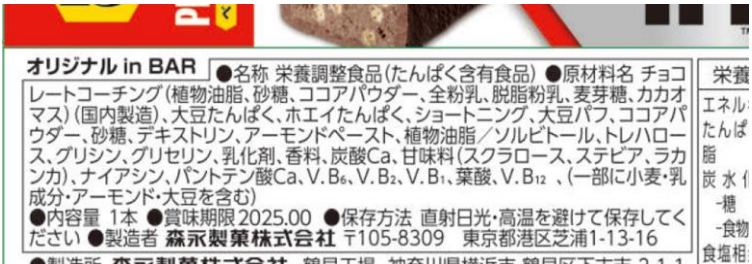 オリジナル in BAR ●名称 栄養調整食品(たんぱく含有食品) ●原材料名 チョコ
レートコーチング(植物油脂、砂糖、ココアパウダー、全粉乳、脱脂粉乳、麦芽糖、カカオ
マス)(国内製造)、大豆たんぱく、ホエイたんぱく、ショートニング、大豆パフ、ココアパ
ウダー、砂糖、デキストリン、アーモンドペースト、植物油脂/ソルビトール、トレハロー
ス、グリシン、グリセリン、乳化剤、香料、炭酸Ca、甘味料(スクラロース、ステビア、ラカ
ンカ)、ナイアシン、パントテン酸Ca、V.B₆、V.B₂、V.B₁、葉酸、V.B₁₂ 、(一部に小麦・乳
成分・アーモンド・大豆を含む)
●内容量 1本 ●賞味期限2025.00 ●保存方法 直射日光・高温を避けて保存してく
ださい ●製造者 森永製菓株式会社 〒105-8309 東京都港区芝浦1-13-16
栄養
エネル
たんぱ
脂
炭水
-糖
-食物
食塩相